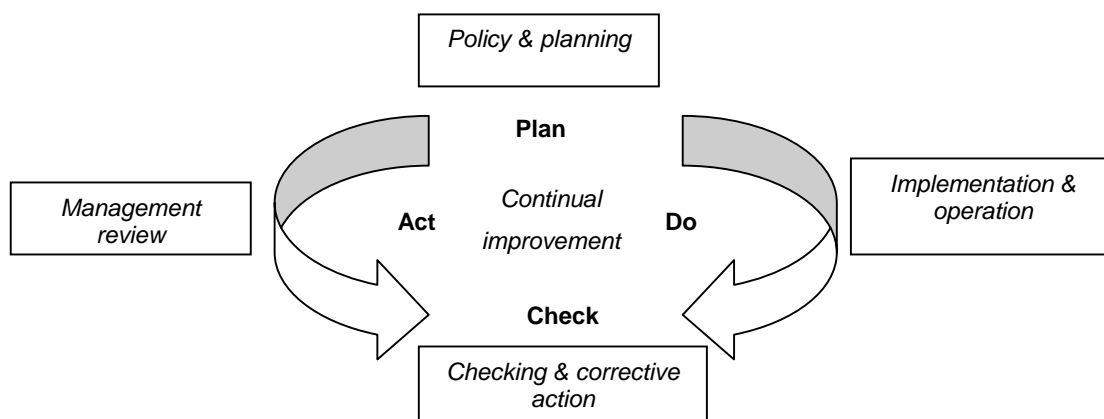 Policy & planning
Plan
Management
review
Act
Continual
improvement
Do
Implementation &
operation
Check
Checking & corrective
action